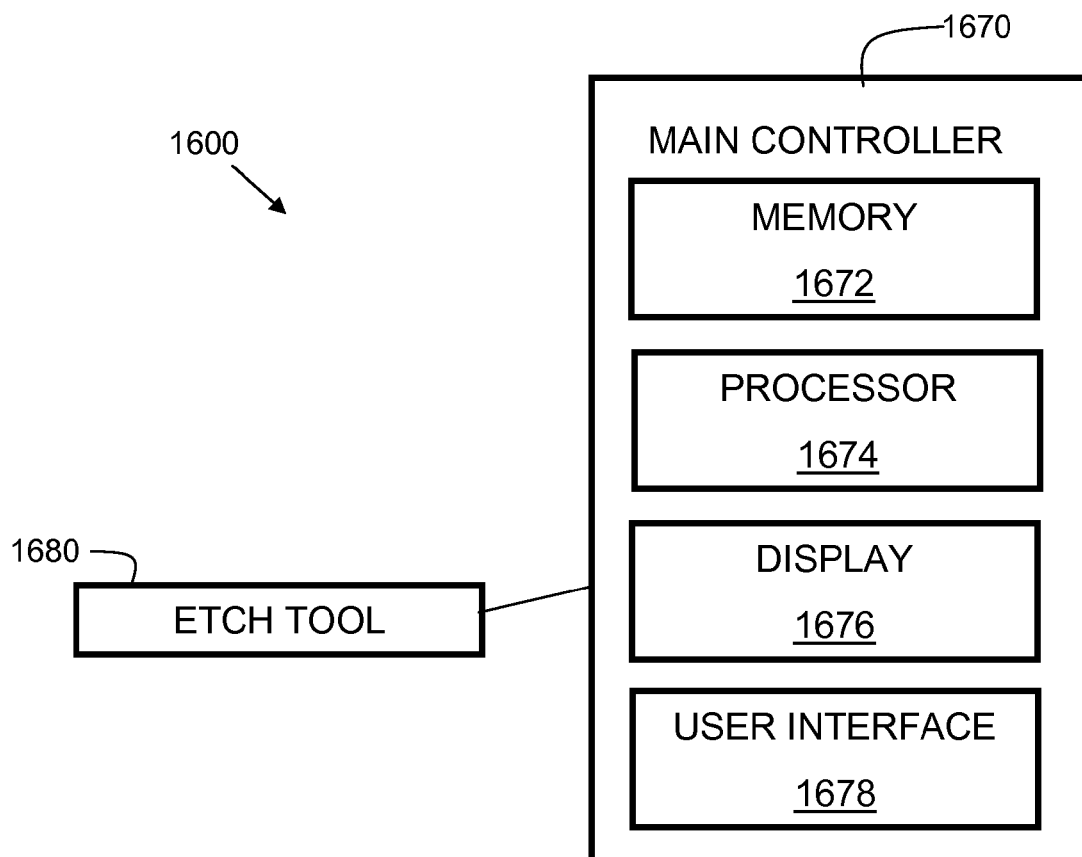 1670
1600
MAIN CONTROLLER
MEMORY
1672
PROCESSOR
1674
1680
ETCH TOOL
DISPLAY
1676
USER INTERFACE
1678